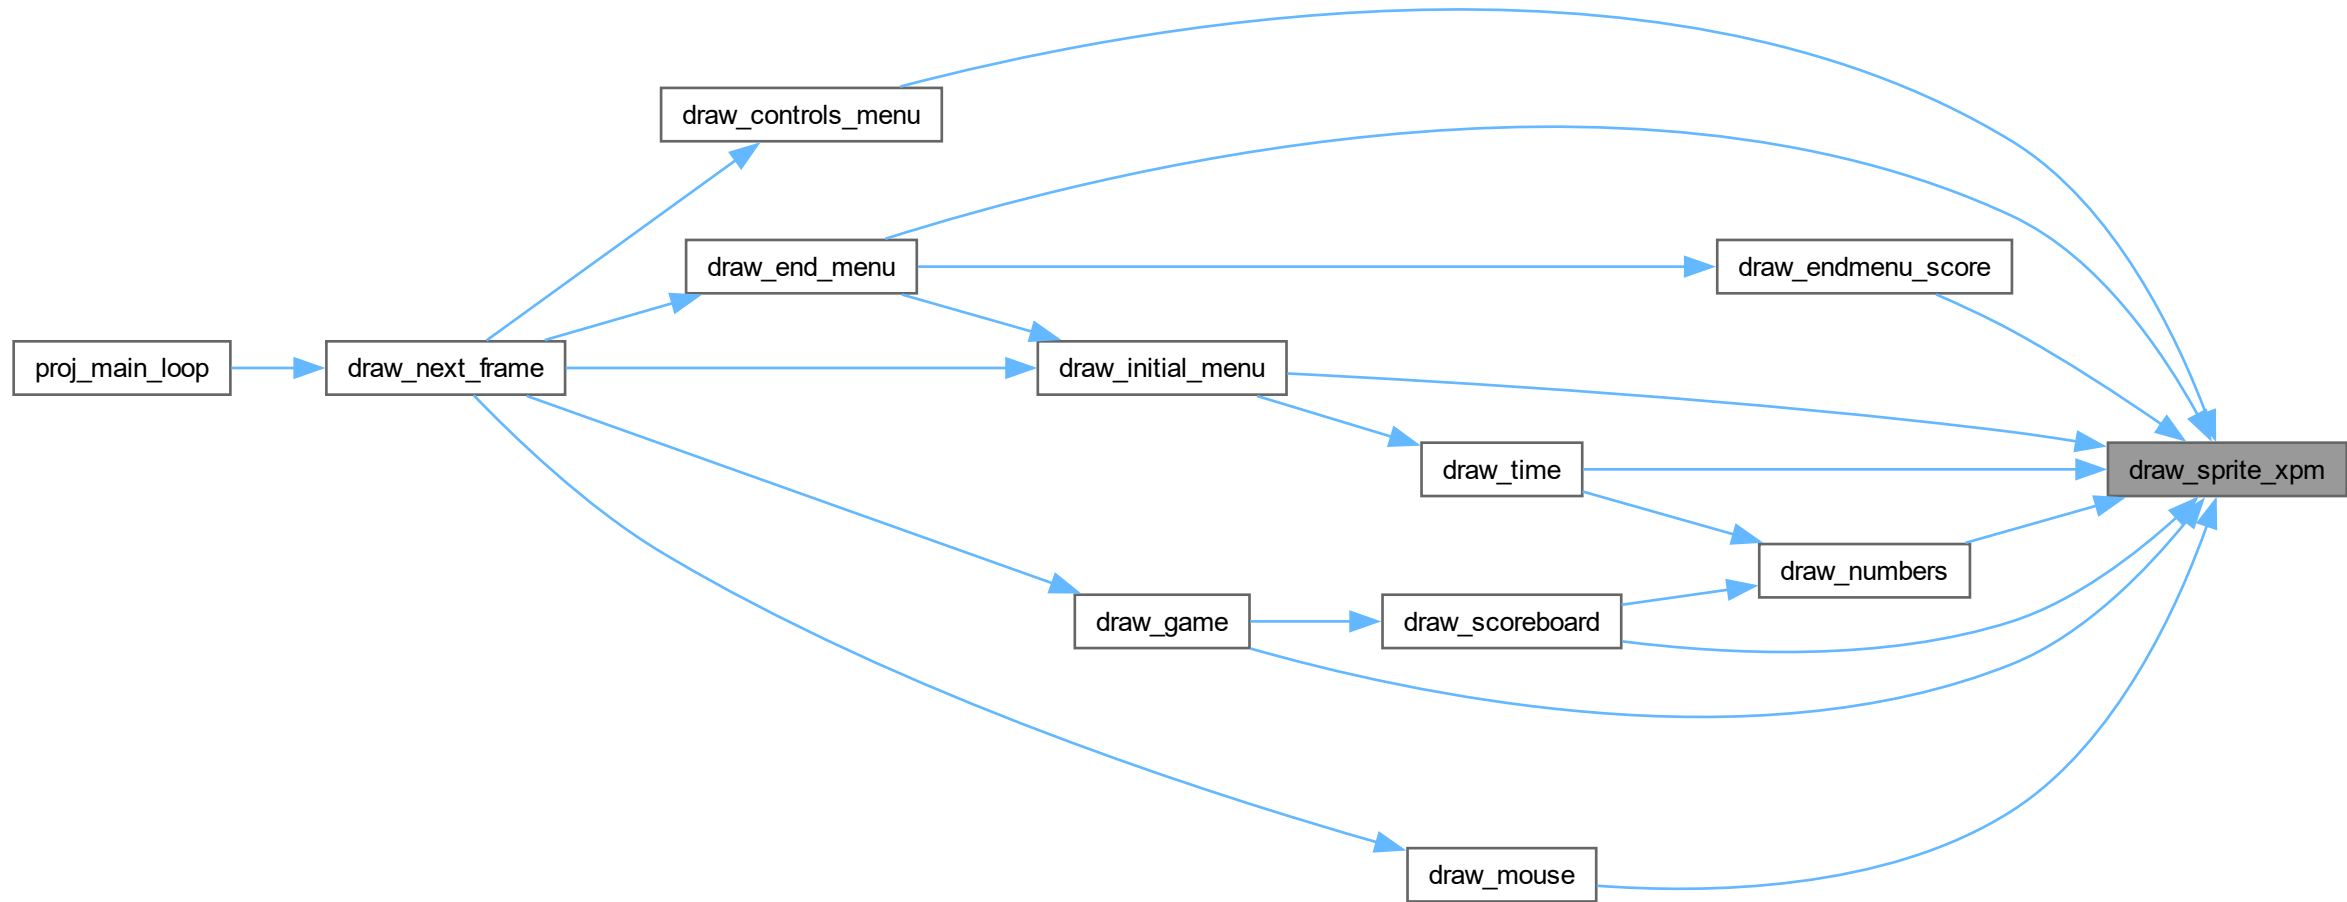 draw_controls_menu
draw_end_menu
draw_endmenu_score
proj_main_loop
draw_next_frame
draw_initial_menu
draw_time
draw_sprite_xpm
draw_numbers
draw_game
draw_scoreboard
draw_mouse